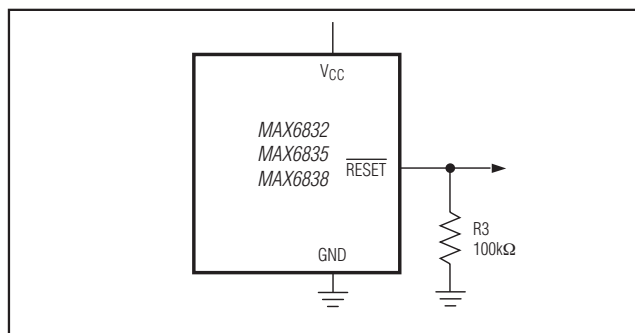 VCC
MAX6832
MAX6835
MAX6838
RESET
GND
R3
100kΩ